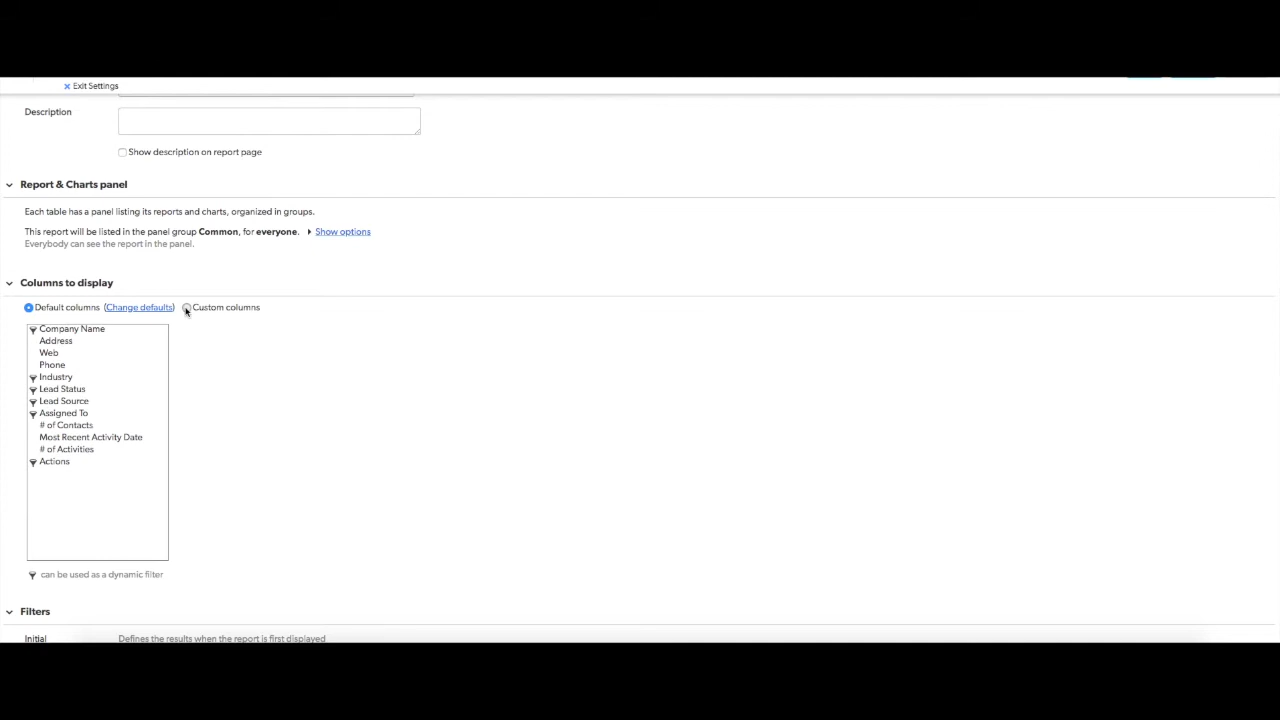 Exit Settings
Description
Show description on report page
Report & Charts panel
Each table has a panel listing its reports and charts, organized in groups.
This report will be listed in the panel group Common, for everyone. Show options
Everybody can see the report in the panel.
Columns to display
Default columns (Change defaults) Custom columns
Company Name
Address
Web
Phone
Industry
Lead Status
Lead Source
Assigned To
# of Contacts
Most Recent Activity Date
# of Activities
Actions
can be used as a dynamic filter
Filters
Initial Defines the results when the report is first displayed